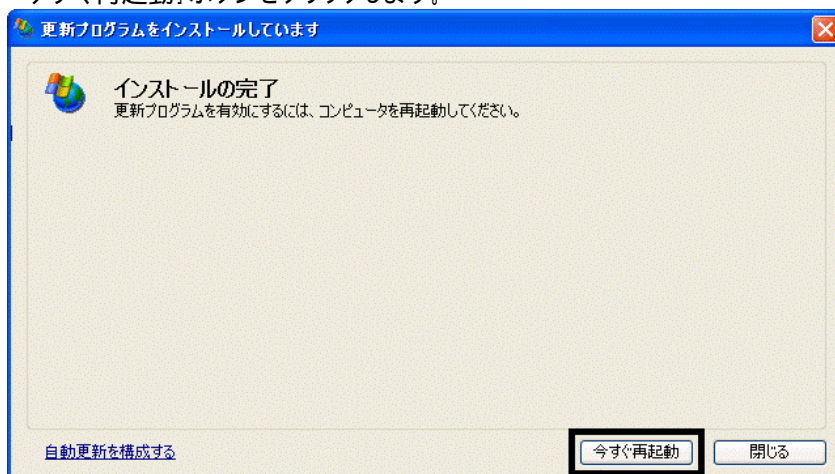 更新プログラムをインストールしています
インストールの完了
更新プログラムを有効にするには、コンピュータを再起動してください。
自動更新を構成する
今すぐ再起動
閉じる